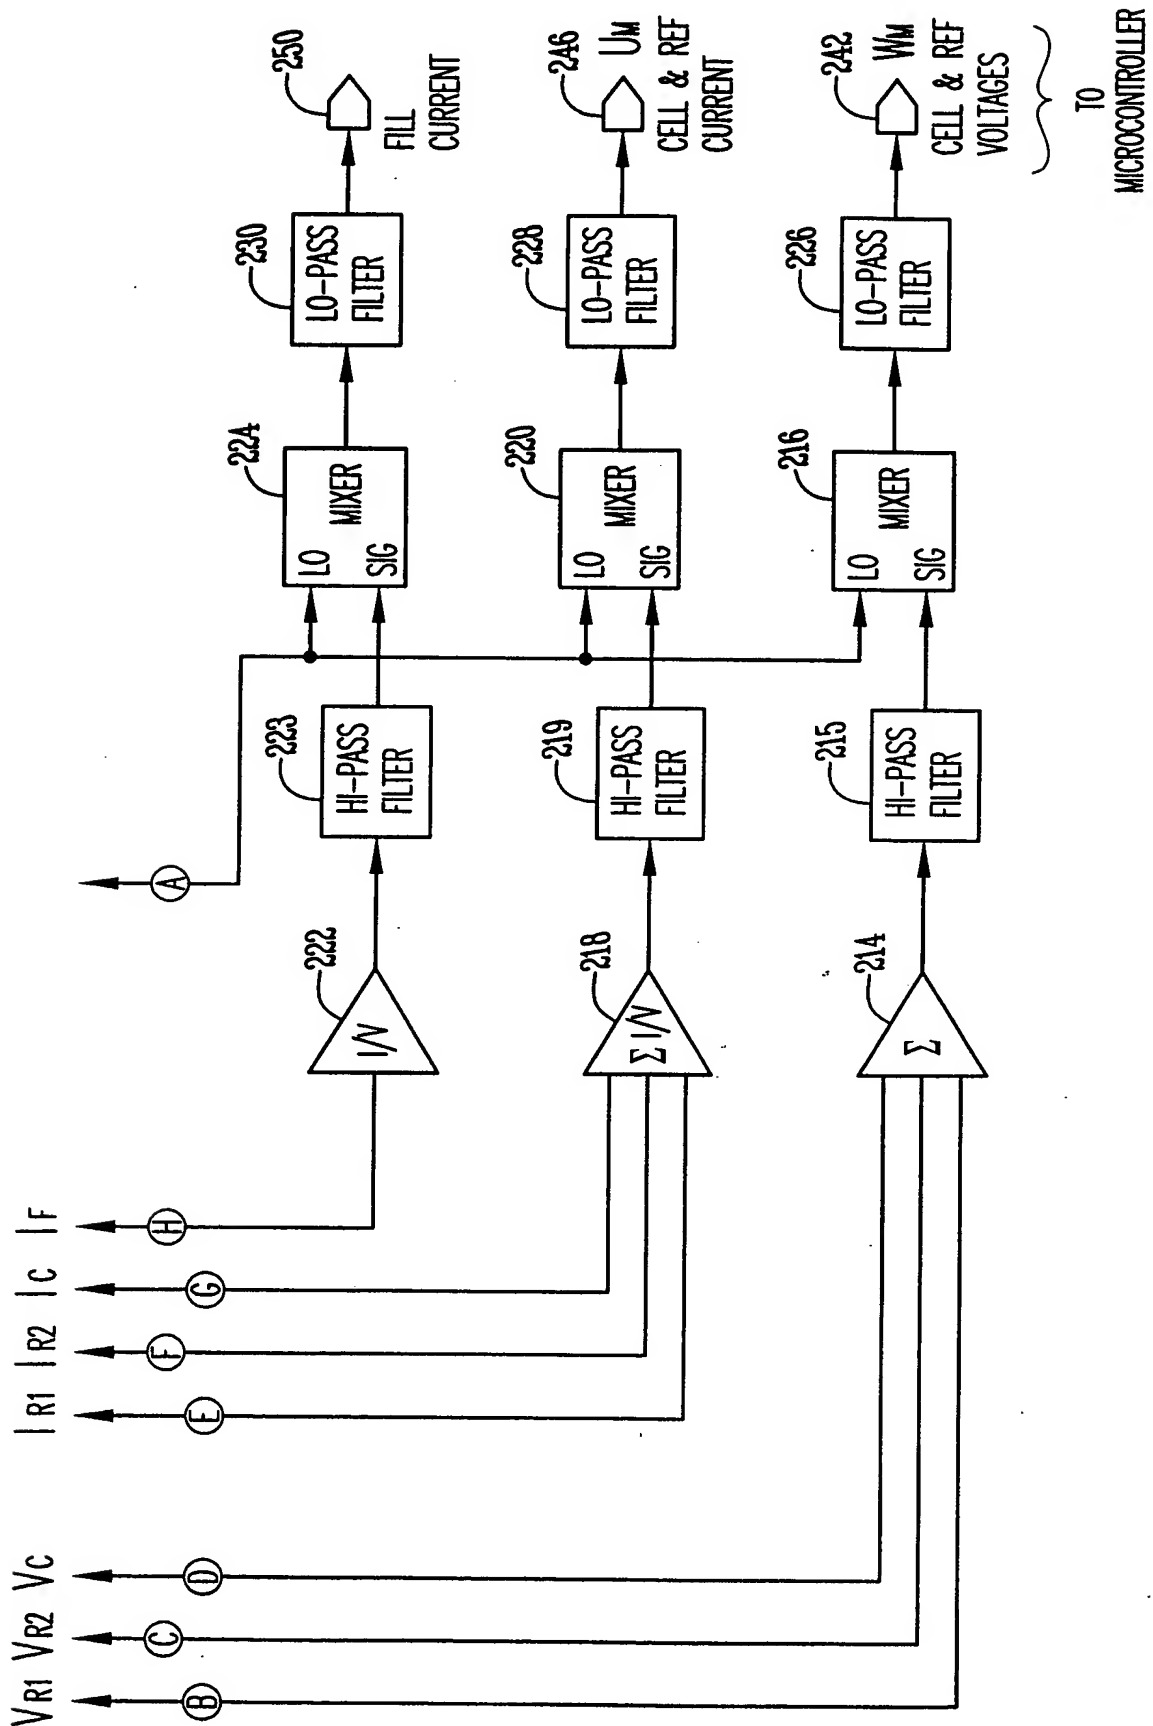 VR1
VR2
VC
IR1
IR2
IC
IF
B
C
D
E
F
G
H
A
222
I/V
223
HI-PASS
FILTER
224
LO
SIG
MIXER
230
LO-PASS
FILTER
250
FILL
CURRENT
218
Σ I/V
219
HI-PASS
FILTER
220
LO
SIG
MIXER
228
LO-PASS
FILTER
246
UM
CELL & REF
CURRENT
214
Σ
215
HI-PASS
FILTER
216
LO
SIG
MIXER
226
LO-PASS
FILTER
242
WM
CELL & REF
VOLTAGES
TO
MICROCONTROLLER